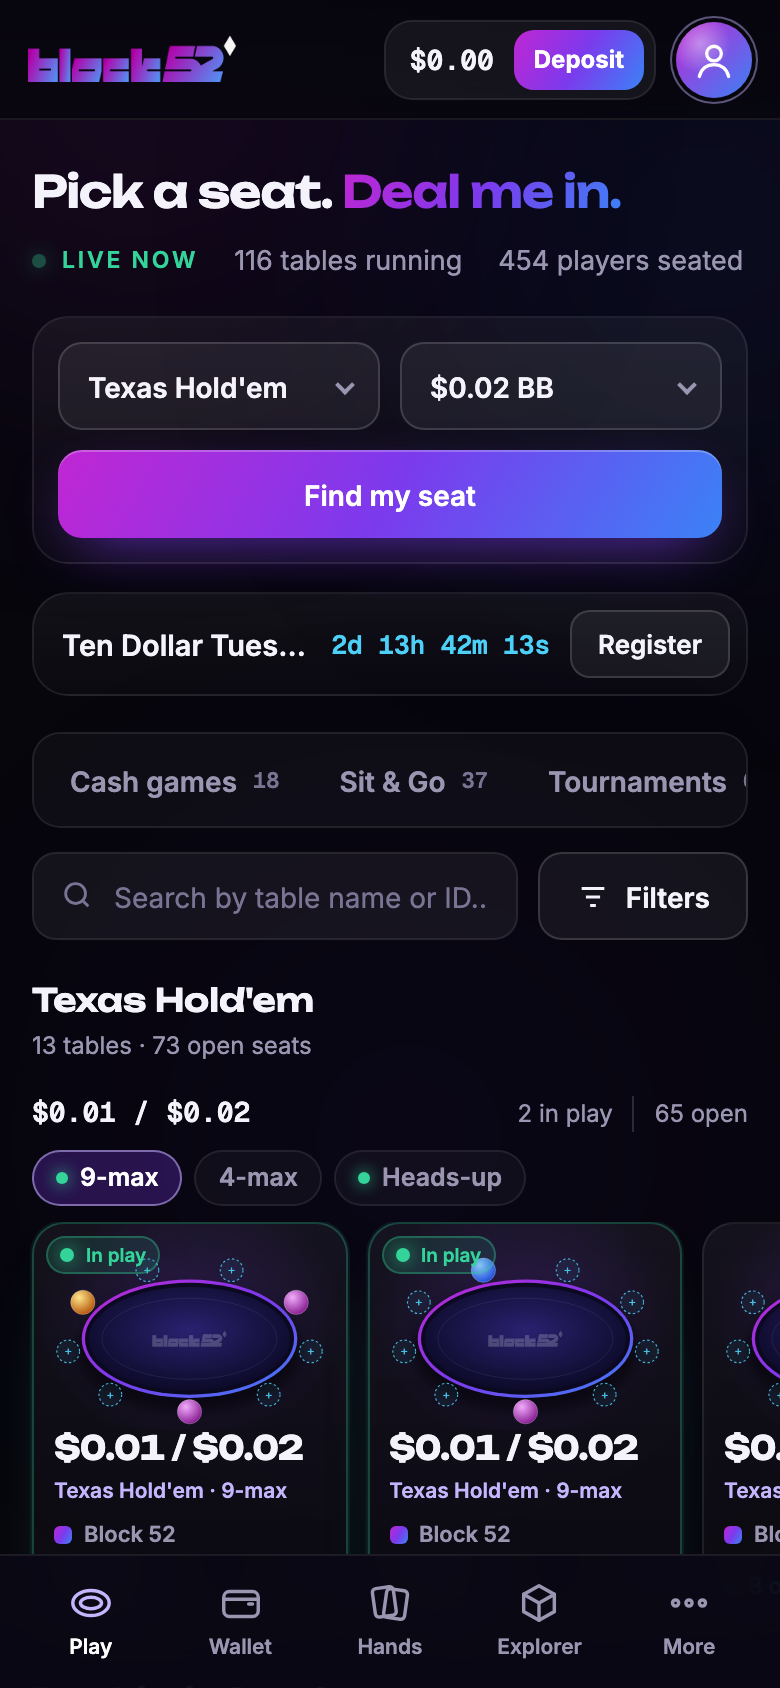 block52
$0.00
Deposit
Pick a seat. Deal me in.
LIVE NOW 116 tables running 454 players seated
Texas Hold'em
$0.02 BB
Find my seat
Ten Dollar Tues... 2d 13h 42m 13s Register
Cash games 18 Sit & Go 37 Tournaments
Search by table name or ID..
Filters
Texas Hold'em
13 tables · 73 open seats
$0.01 / $0.02 2 in play 65 open
9-max 4-max Heads-up
In play
block52
$0.01 / $0.02
Texas Hold'em · 9-max
Block 52
In play
block52
$0.01 / $0.02
Texas Hold'em · 9-max
Block 52
$0.
Texas
Blo
Play Wallet Hands Explorer More